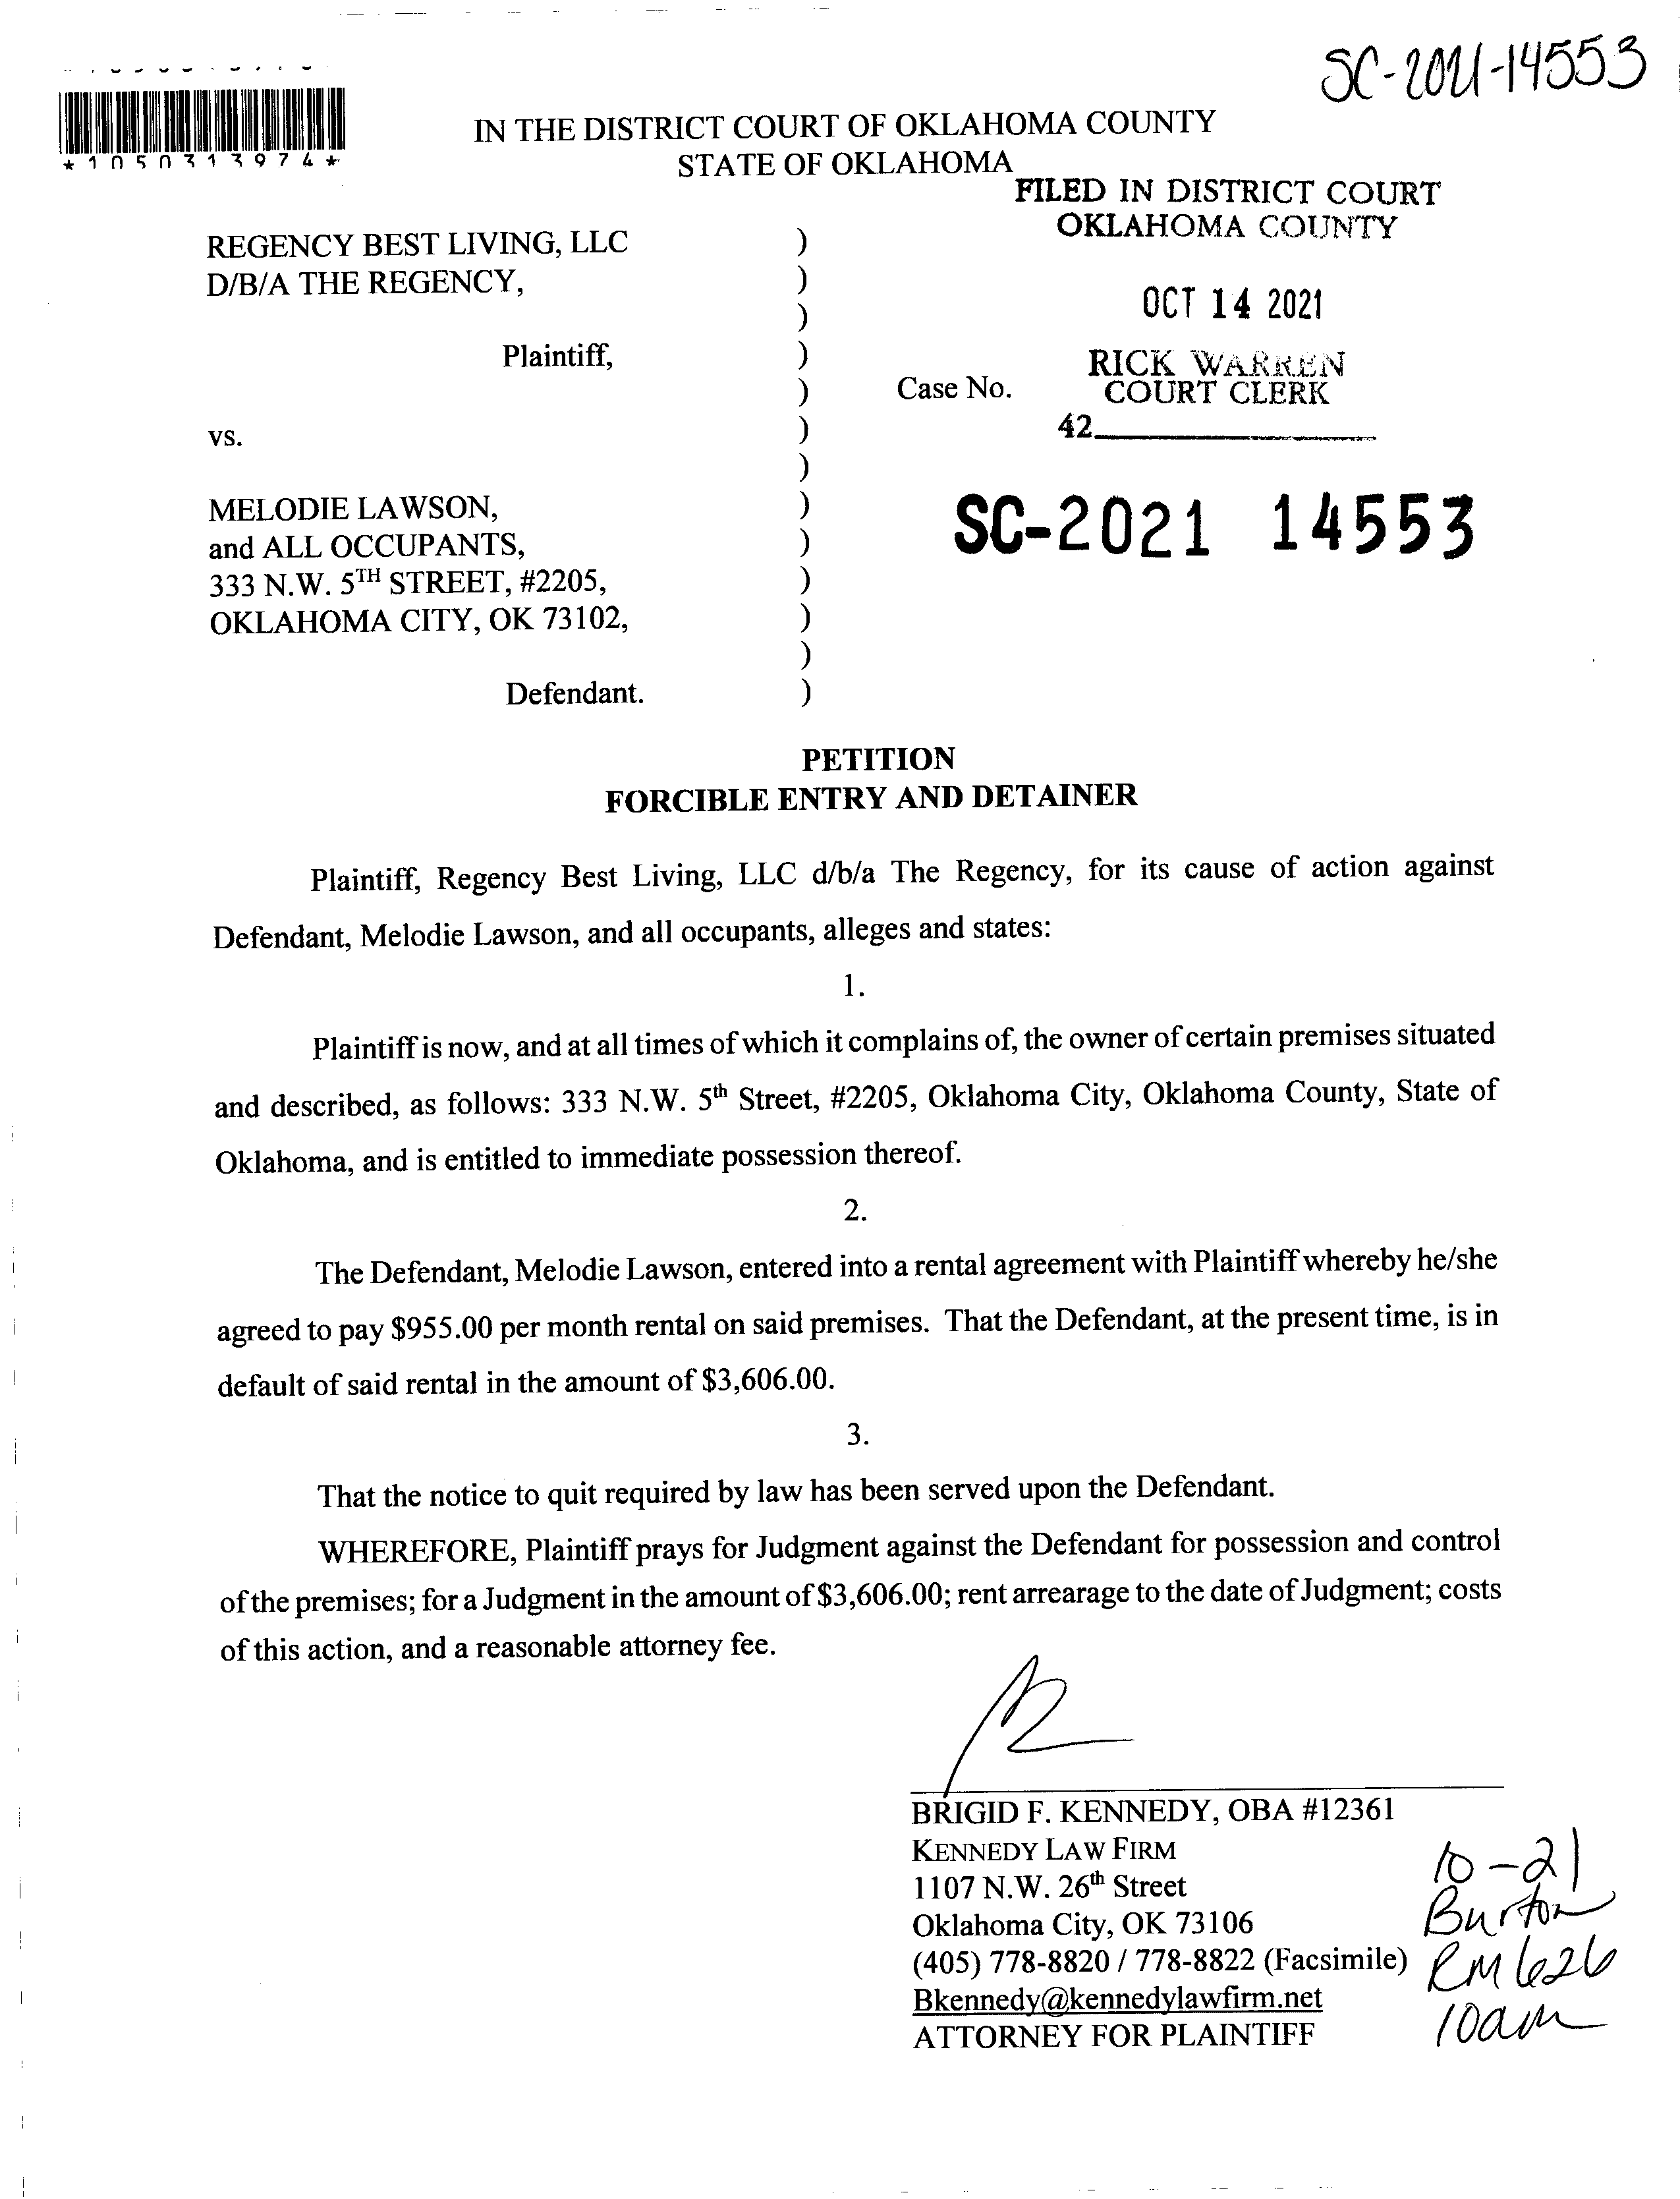 SC-2021-14553
*1050313974*
IN THE DISTRICT COURT OF OKLAHOMA COUNTY
STATE OF OKLAHOMA
FILED IN DISTRICT COURT
OKLAHOMA COUNTY
REGENCY BEST LIVING, LLC )
D/B/A THE REGENCY, )
OCT 14 2021
)
Plaintiff, )
RICK WARREN
Case No. COURT CLERK
)
42
vs. )
)
MELODIE LAWSON, )
SC-2021 14553
and ALL OCCUPANTS, )
333 N.W. 5TH STREET, #2205, )
OKLAHOMA CITY, OK 73102, )
)
Defendant. )
PETITION
FORCIBLE ENTRY AND DETAINER
Plaintiff, Regency Best Living, LLC d/b/a The Regency, for its cause of action against
Defendant, Melodie Lawson, and all occupants, alleges and states:
1.
Plaintiff is now, and at all times of which it complains of, the owner of certain premises situated
and described, as follows: 333 N.W. 5th Street, #2205, Oklahoma City, Oklahoma County, State of
Oklahoma, and is entitled to immediate possession thereof.
2.
The Defendant, Melodie Lawson, entered into a rental agreement with Plaintiff whereby he/she
agreed to pay $955.00 per month rental on said premises. That the Defendant, at the present time, is in
default of said rental in the amount of $3,606.00.
3.
That the notice to quit required by law has been served upon the Defendant.
WHEREFORE, Plaintiff prays for Judgment against the Defendant for possession and control
of the premises; for a Judgment in the amount of $3,606.00; rent arrearage to the date of Judgment; costs
of this action, and a reasonable attorney fee.
BRIGID F. KENNEDY, OBA #12361
KENNEDY LAW FIRM
1107 N.W. 26th Street
Oklahoma City, OK 73106
(405) 778-8820 / 778-8822 (Facsimile)
Bkennedy@kennedylawfirm.net
ATTORNEY FOR PLAINTIFF
10-21
Burton
RM 626
10am